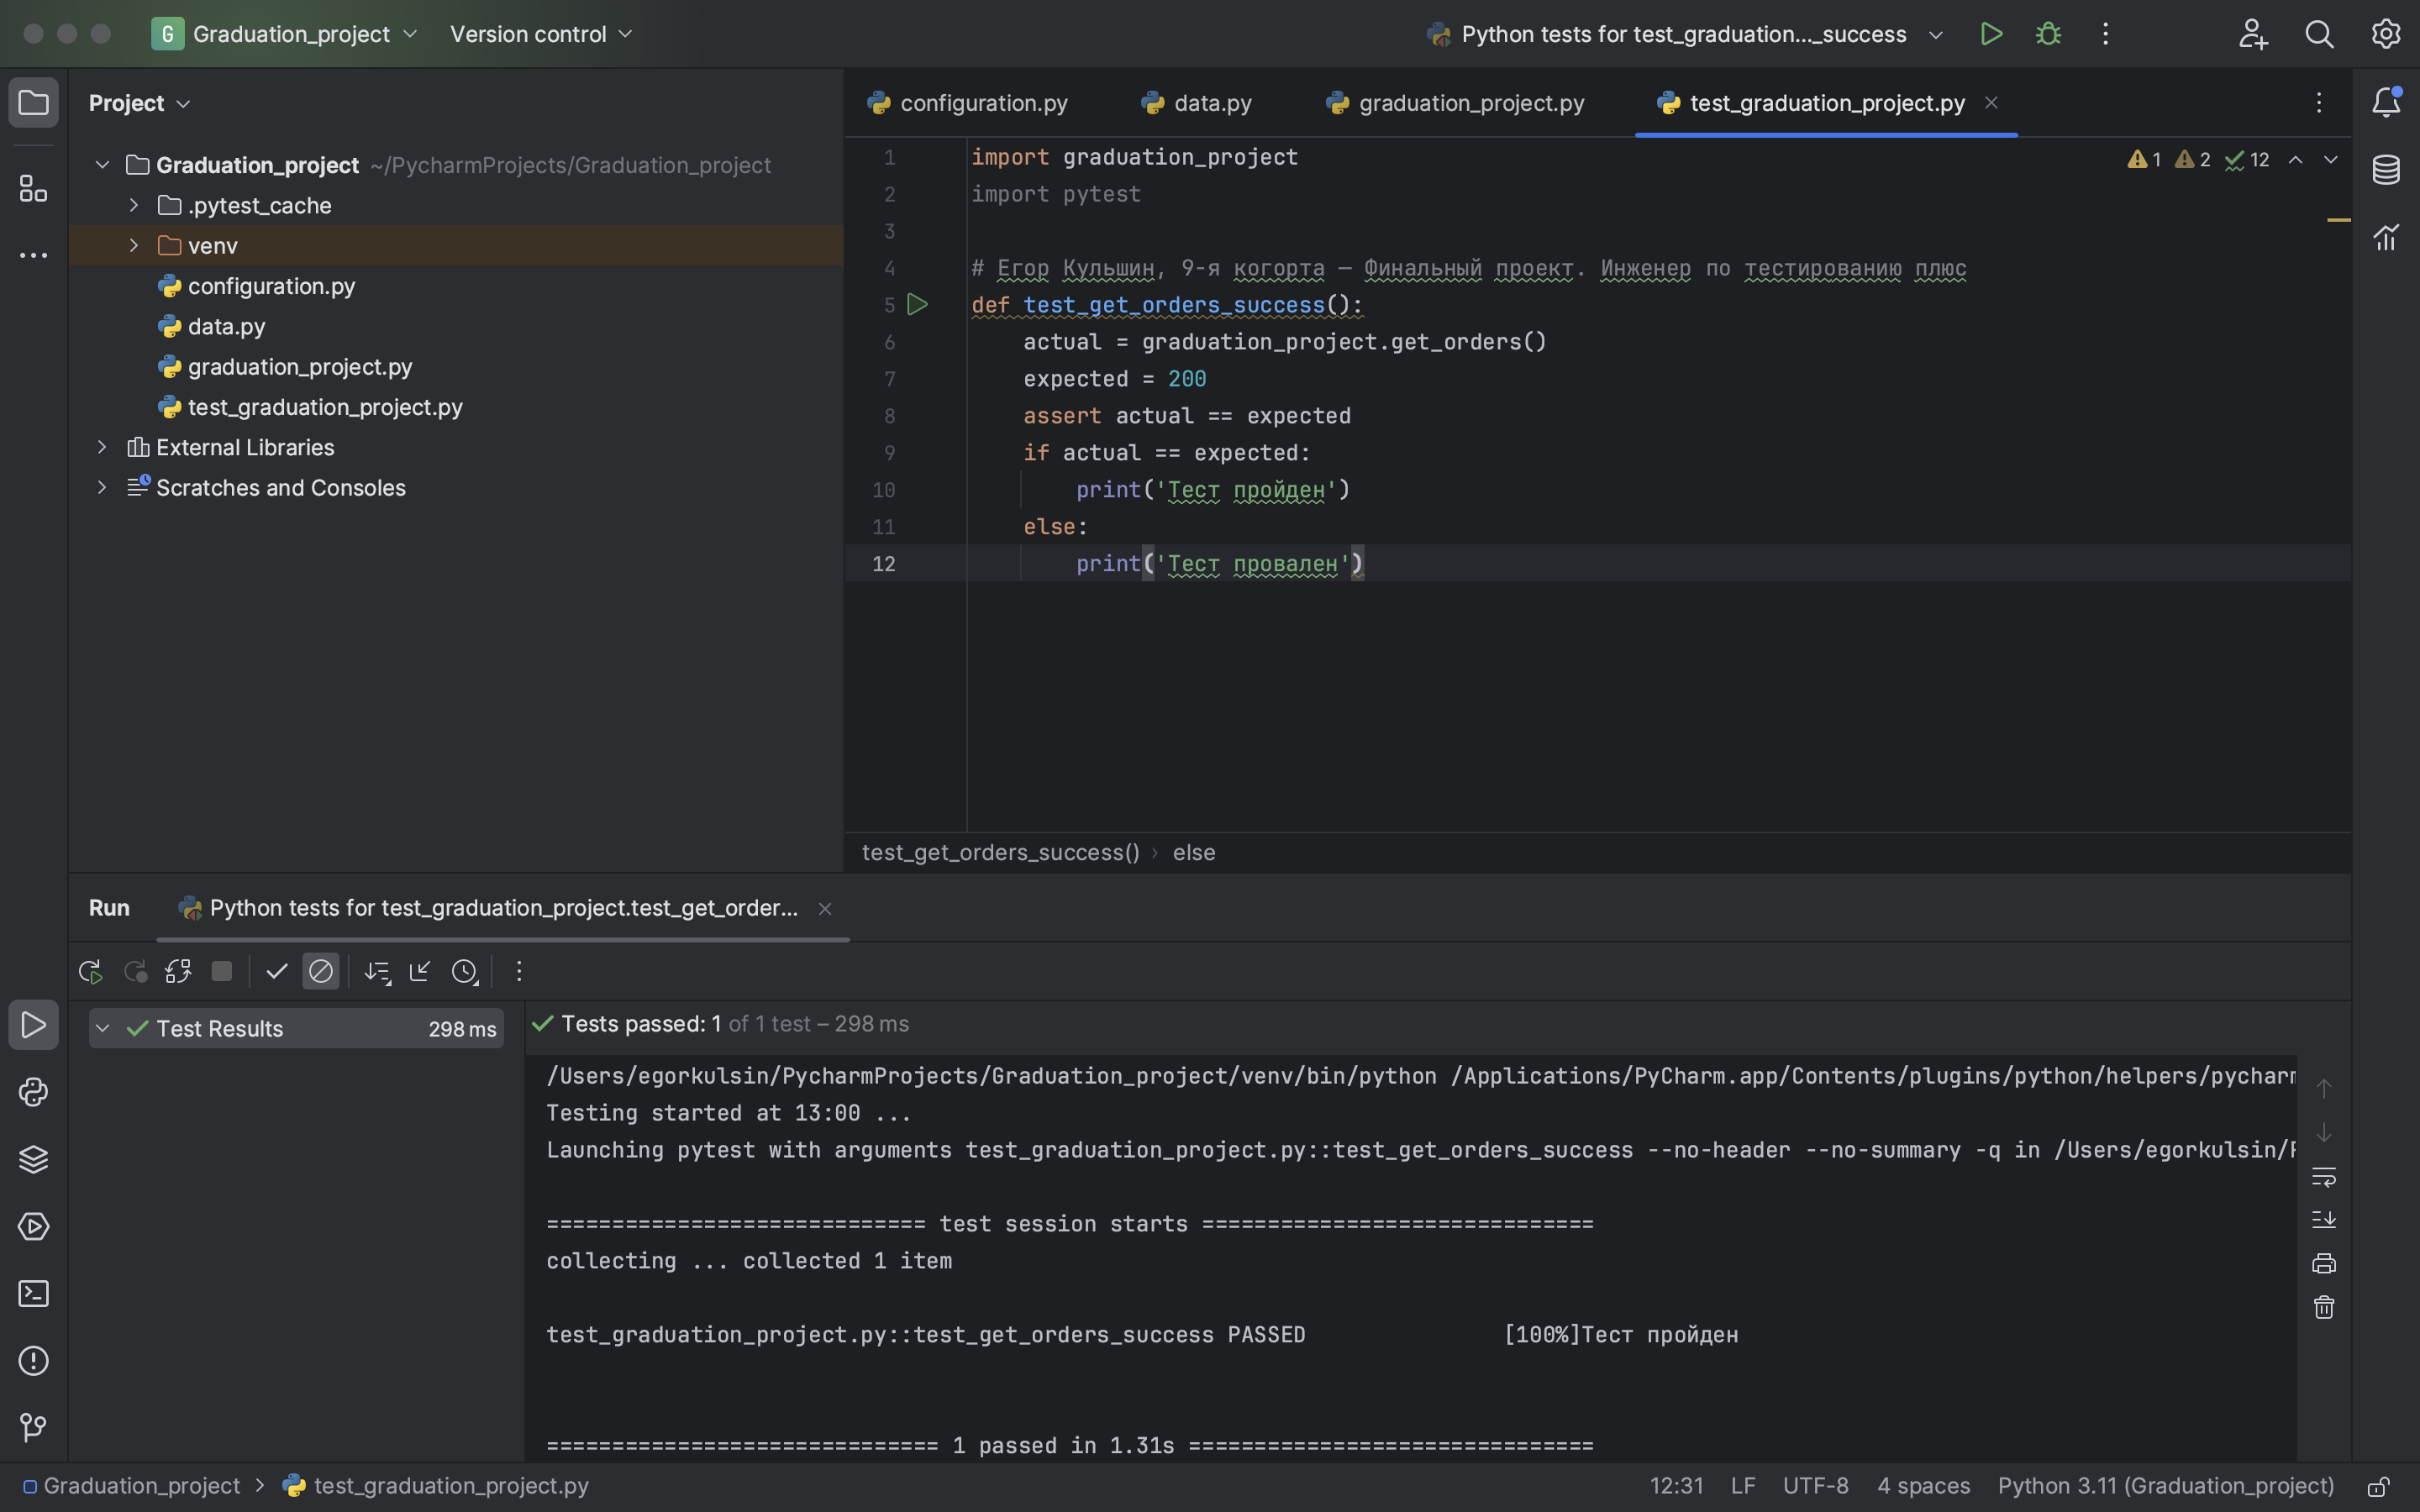 G Graduation_project Version control Python tests for test_graduation..._success
Project
Graduation_project ~/PycharmProjects/Graduation_project
.pytest_cache
venv
configuration.py
data.py
graduation_project.py
test_graduation_project.py
External Libraries
Scratches and Consoles
configuration.py data.py graduation_project.py test_graduation_project.py
1 2 12
1 import graduation_project
2 import pytest
3
4 # Егор Кульшин, 9-я когорта — Финальный проект. Инженер по тестированию плюс
5 def test_get_orders_success():
6 actual = graduation_project.get_orders()
7 expected = 200
8 assert actual == expected
9 if actual == expected:
10 print('Тест пройден')
11 else:
12 print('Тест провален')
test_get_orders_success() › else
Run Python tests for test_graduation_project.test_get_order...
Test Results 298 ms
Tests passed: 1 of 1 test – 298 ms
/Users/egorkulsin/PycharmProjects/Graduation_project/venv/bin/python /Applications/PyCharm.app/Contents/plugins/python/helpers/pycharm
Testing started at 13:00 ...
Launching pytest with arguments test_graduation_project.py::test_get_orders_success --no-header --no-summary -q in /Users/egorkulsin/P
============================= test session starts ==============================
collecting ... collected 1 item
test_graduation_project.py::test_get_orders_success PASSED [100%]Тест пройден
============================== 1 passed in 1.31s ===============================
Graduation_project > test_graduation_project.py 12:31 LF UTF-8 4 spaces Python 3.11 (Graduation_project)